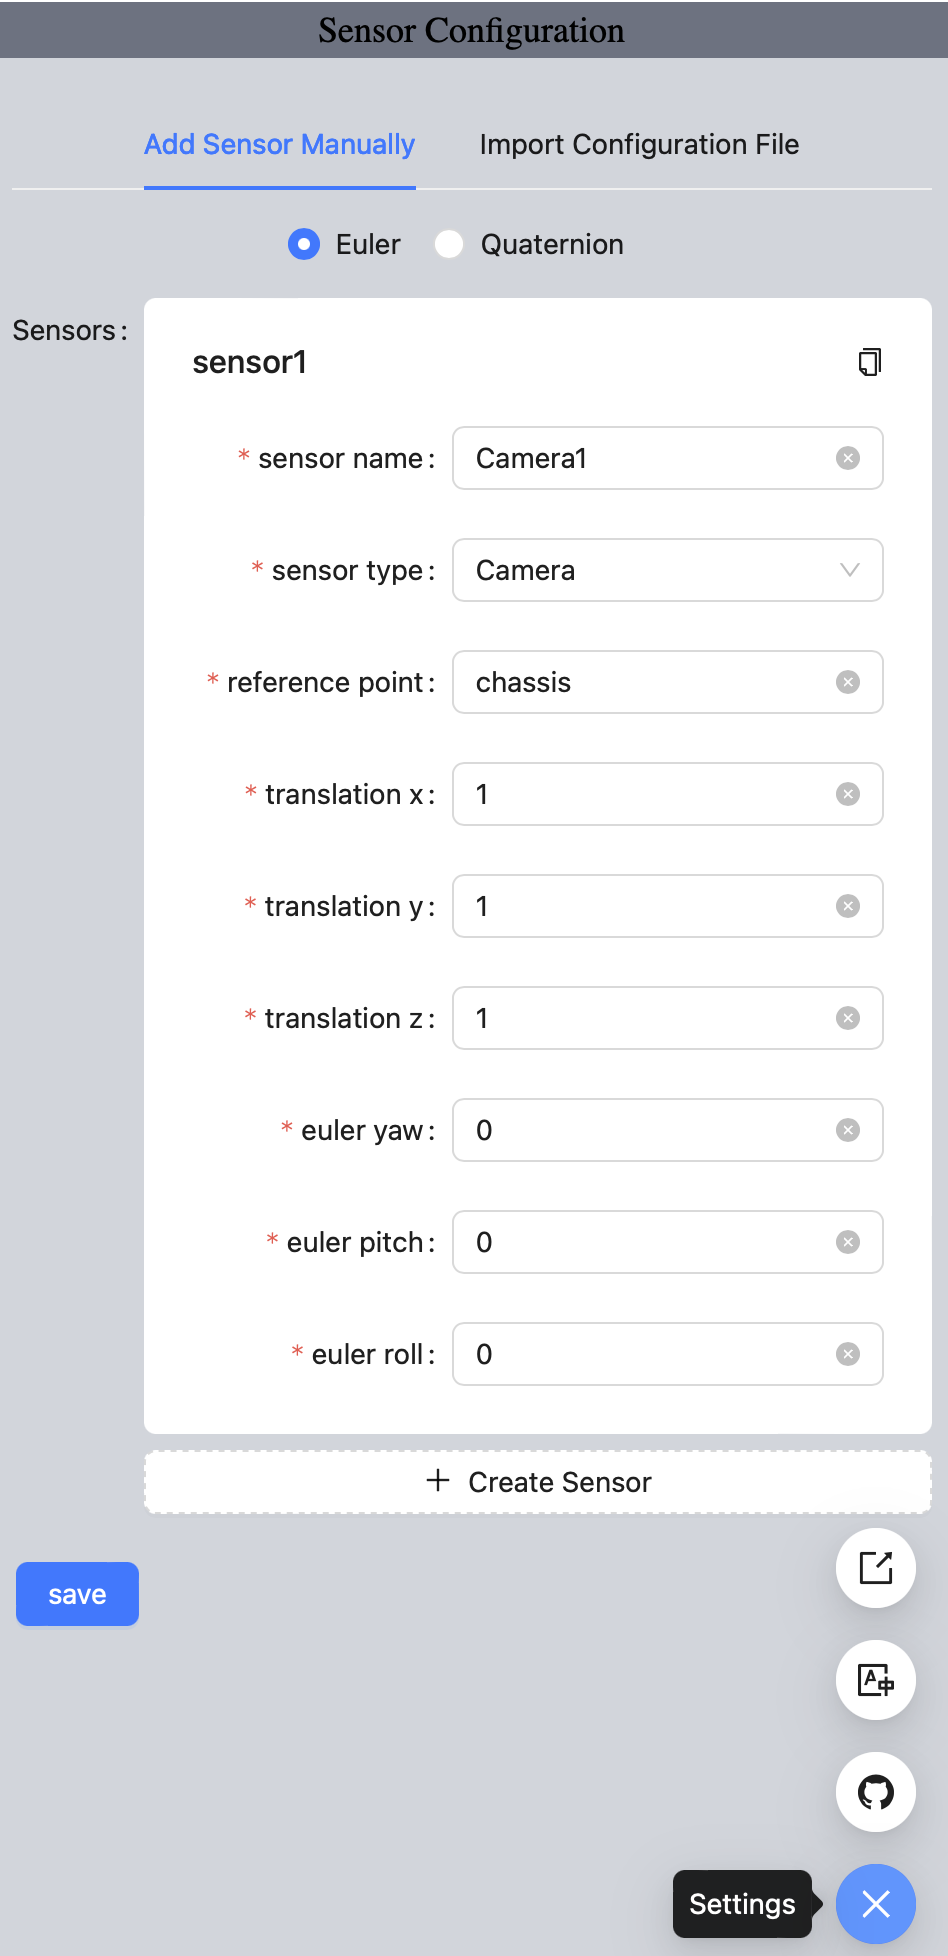 Sensor Configuration
Add Sensor Manually
Import Configuration File
Euler
Quaternion
Sensors:
sensor1
* sensor name: Camera1
* sensor type: Camera
* reference point: chassis
* translation x: 1
* translation y: 1
* translation z: 1
* euler yaw: 0
* euler pitch: 0
* euler roll: 0
+ Create Sensor
save
A中
Settings